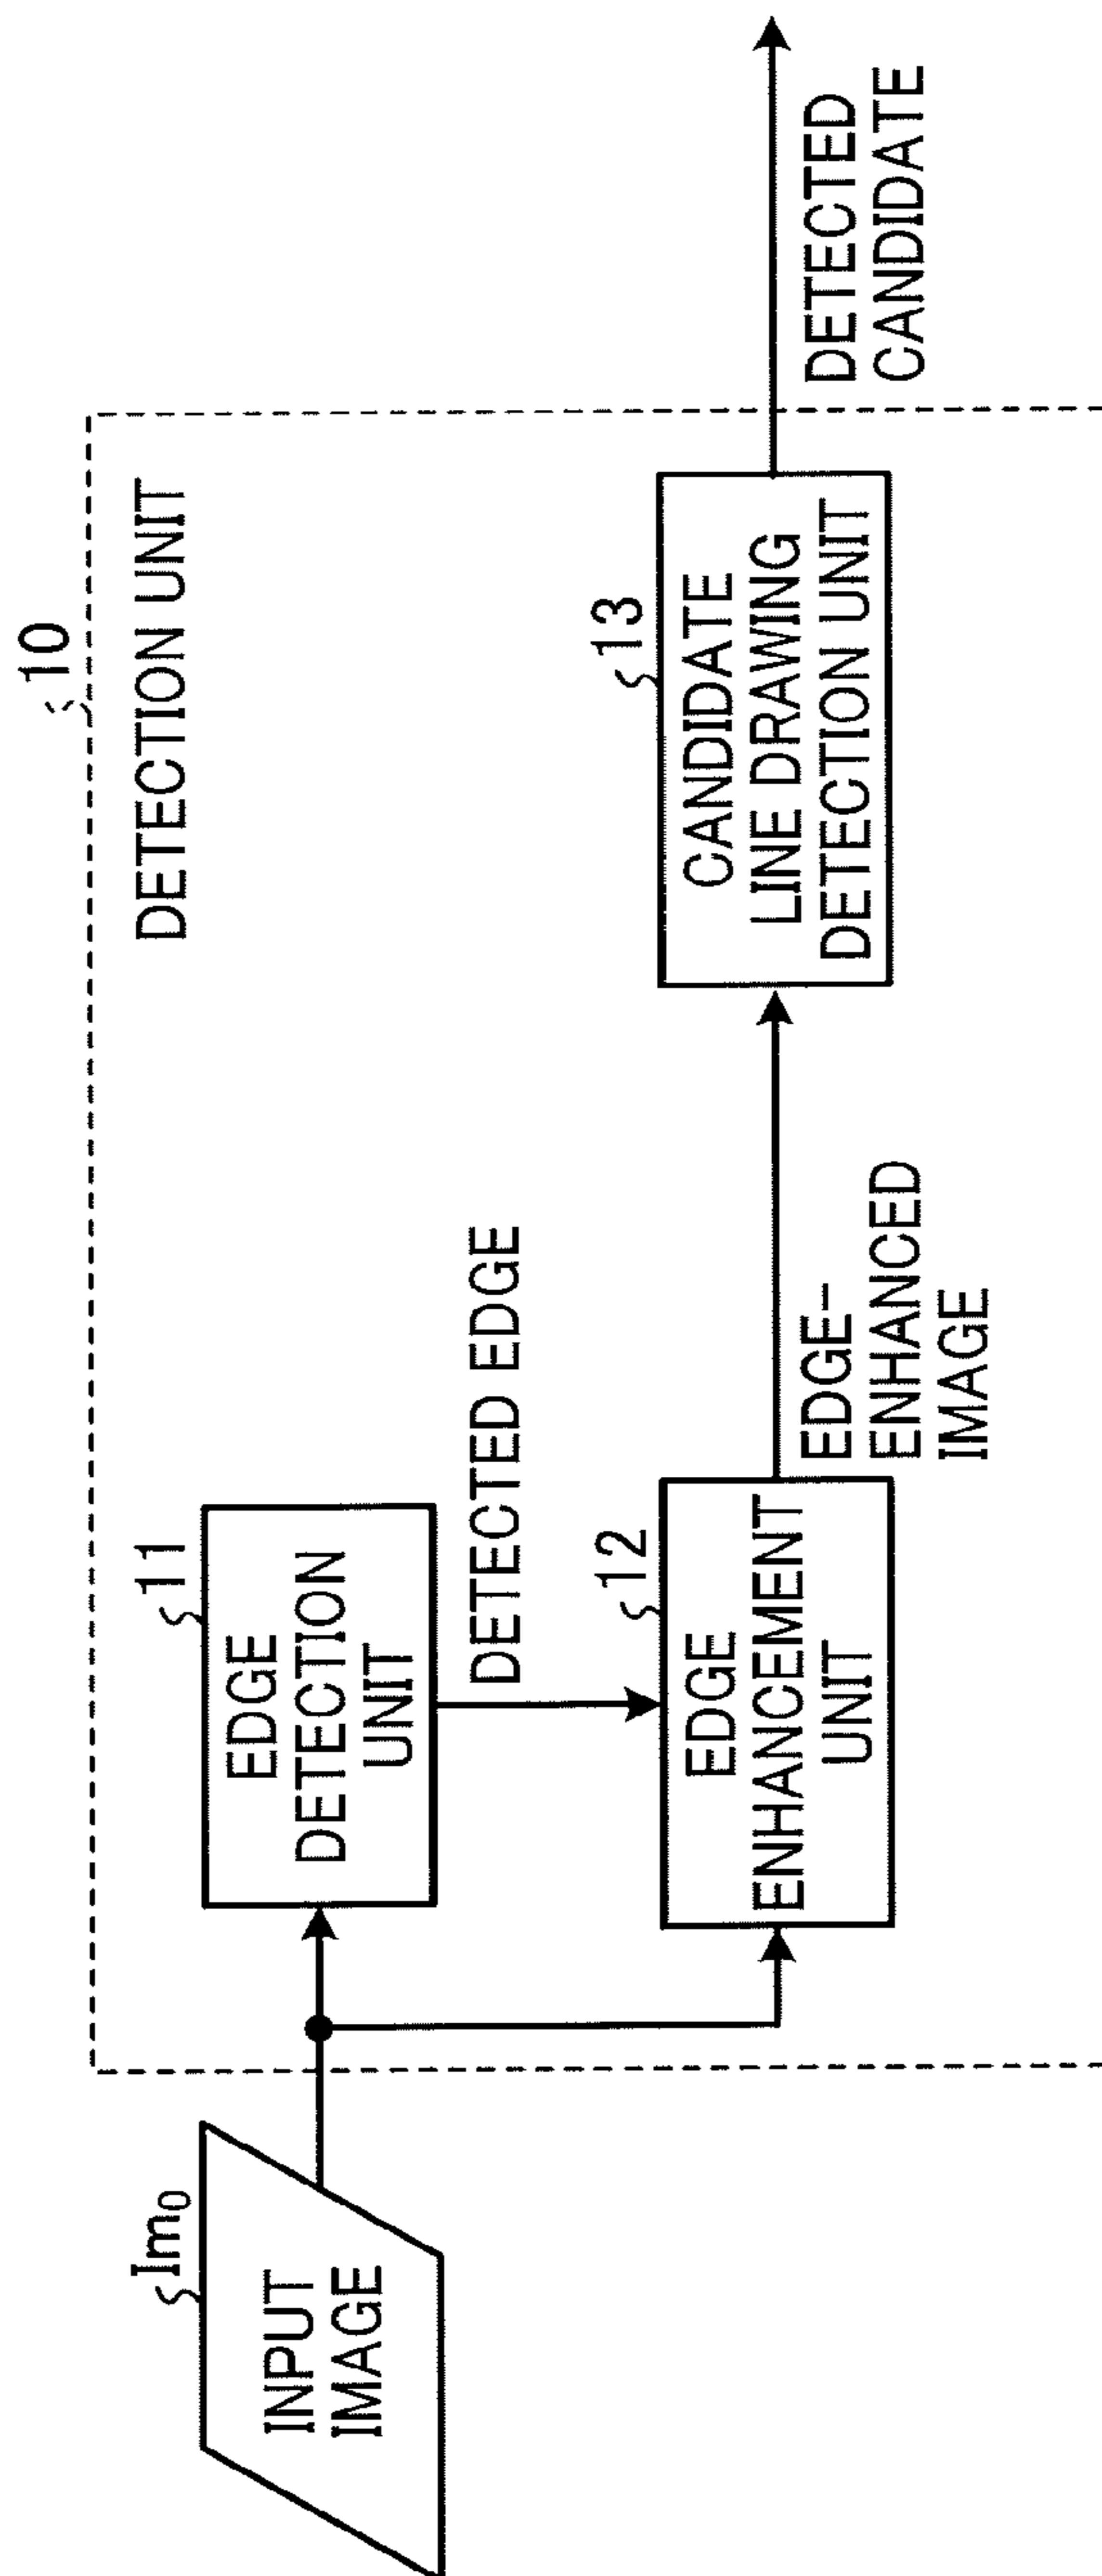 10
DETECTION UNIT
Im₀
INPUT
IMAGE
11
EDGE
DETECTION
UNIT
DETECTED EDGE
12
EDGE
ENHANCEMENT
UNIT
EDGE-
ENHANCED
IMAGE
13
CANDIDATE
LINE DRAWING
DETECTION UNIT
DETECTED
CANDIDATE